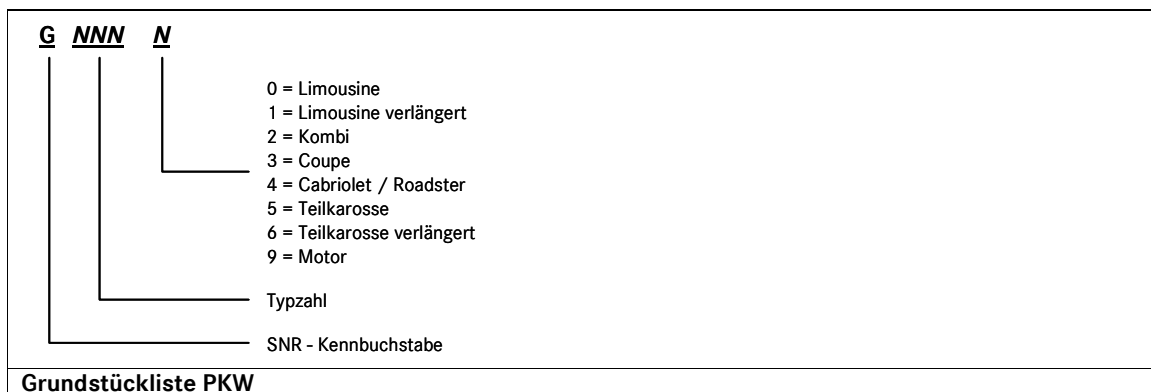 G NNN N
0 = Limousine
1 = Limousine verlängert
2 = Kombi
3 = Coupe
4 = Cabriolet / Roadster
5 = Teilkarosse
6 = Teilkarosse verlängert
9 = Motor
Typzahl
SNR - Kennbuchstabe
Grundstückliste PKW